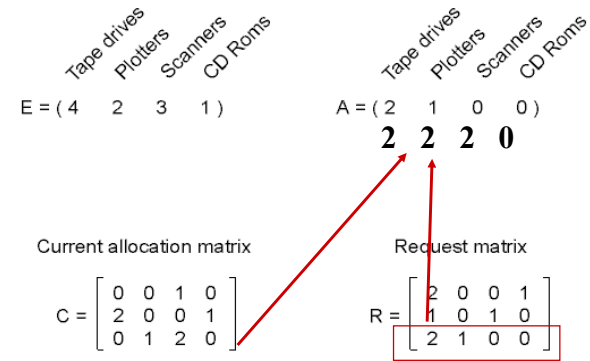 Tape drives Plotters Scanners CD Roms Tape drives Plotters Scanners CD Roms
E = ( 4 2 3 1 ) A = ( 2 1 0 0 )
2 2 2 0
Current allocation matrix Request matrix
0 0 1 0 2 0 0 1
C = 2 0 0 1 R = 1 0 1 0
0 1 2 0 2 1 0 0